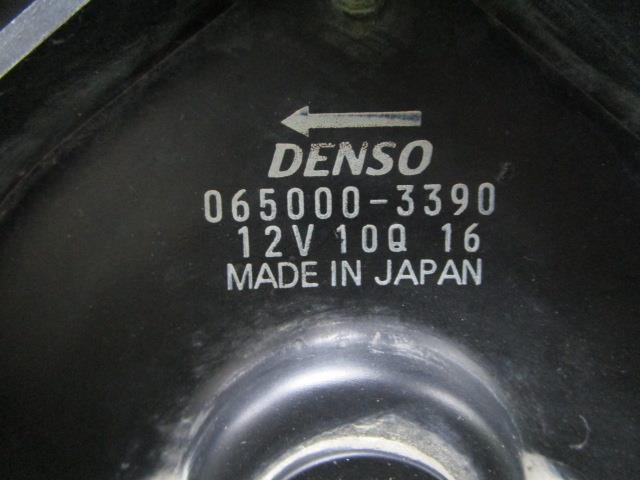 DENSO
065000-3390
12V 10Q 16
MADE IN JAPAN